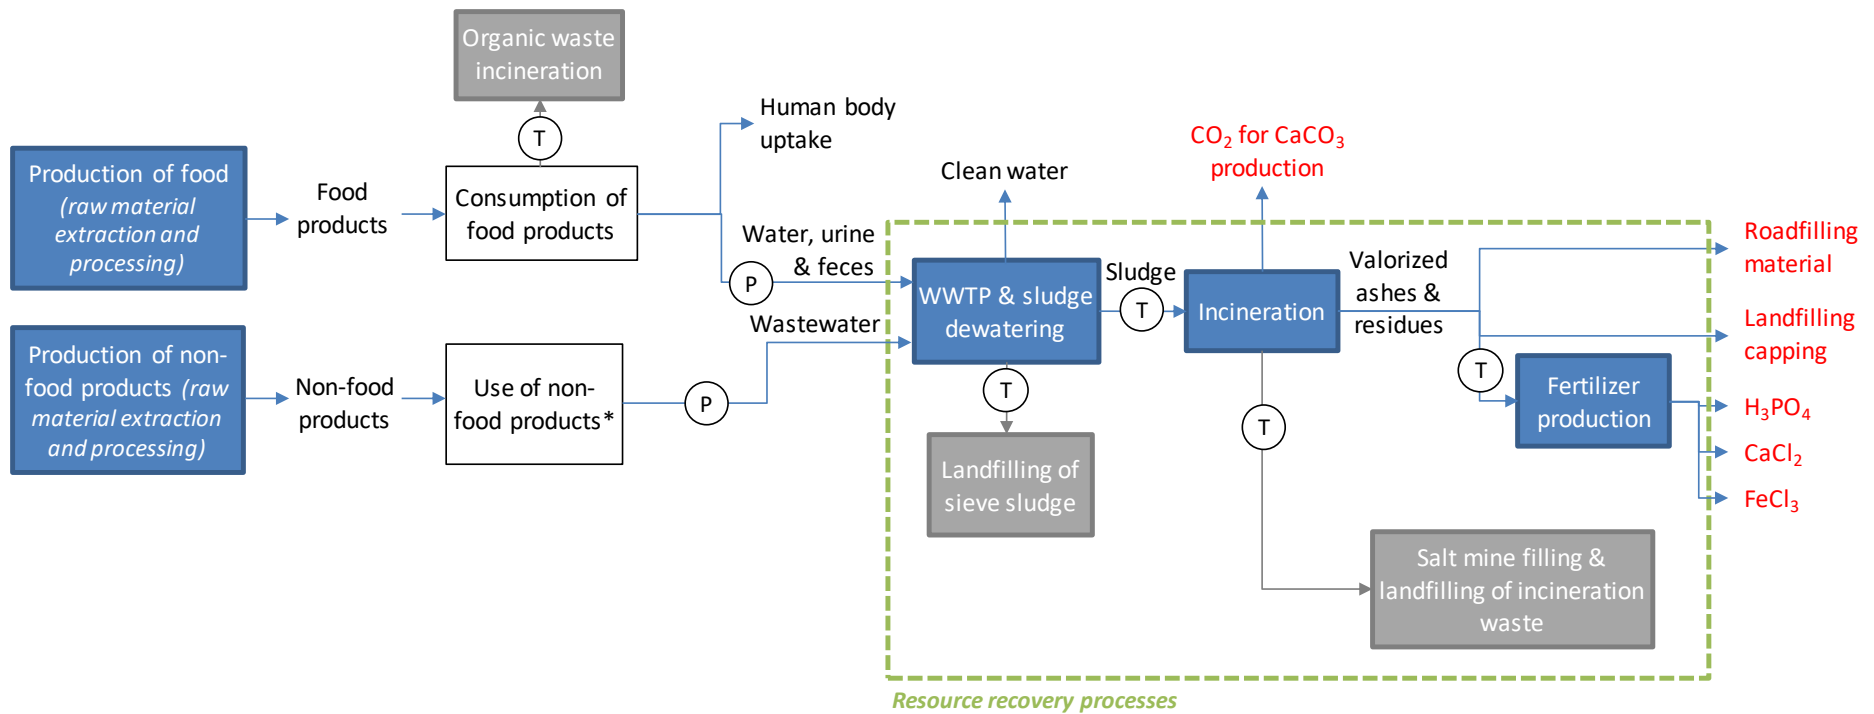 Organic waste
incineration
T
Human body
uptake
Production of food
(raw material
extraction and
processing)
Food
products
Consumption of
food products
Water, urine
& feces
P
Wastewater
Production of non-
food products (raw
material extraction
and processing)
Non-food
products
Use of non-
food products*
P
Clean water
CO₂ for CaCO₃
production
WWTP & sludge
dewatering
Sludge
T
Incineration
Valorized
ashes &
residues
Roadfilling
material
Landfilling
capping
T
Fertilizer
production
H₃PO₄
CaCl₂
FeCl₃
T
Landfilling of
sieve sludge
T
Salt mine filling &
landfilling of incineration
waste
Resource recovery processes